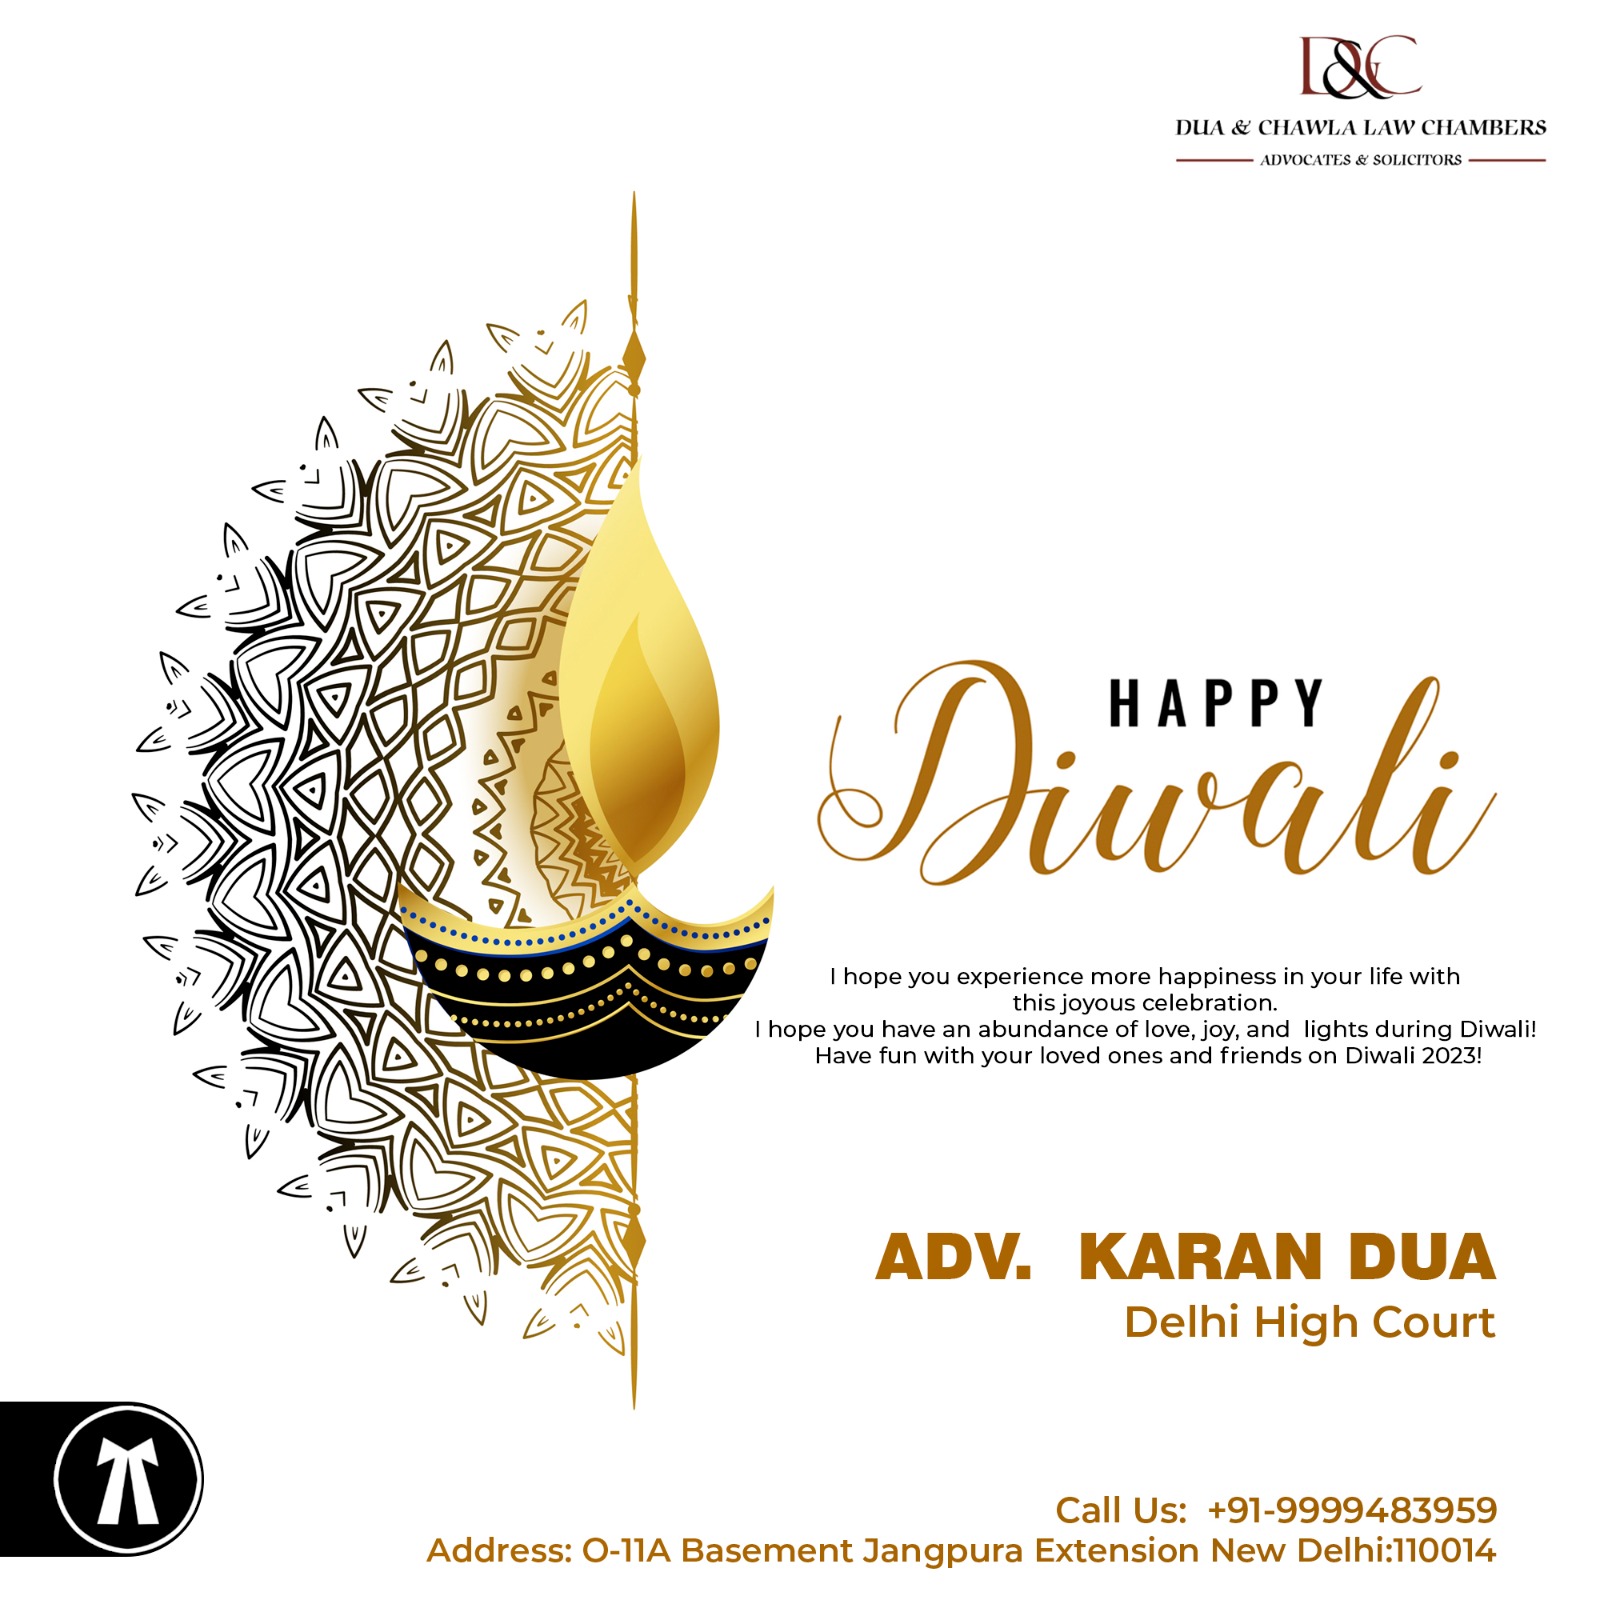 D&C
DUA & CHAWLA LAW CHAMBERS
ADVOCATES & SOLICITORS
HAPPY
Diwali
I hope you experience more happiness in your life with
this joyous celebration.
I hope you have an abundance of love, joy, and  lights during Diwali!
Have fun with your loved ones and friends on Diwali 2023!
ADV.  KARAN DUA
Delhi High Court
Call Us:  +91-9999483959
Address: O-11A Basement Jangpura Extension New Delhi:110014